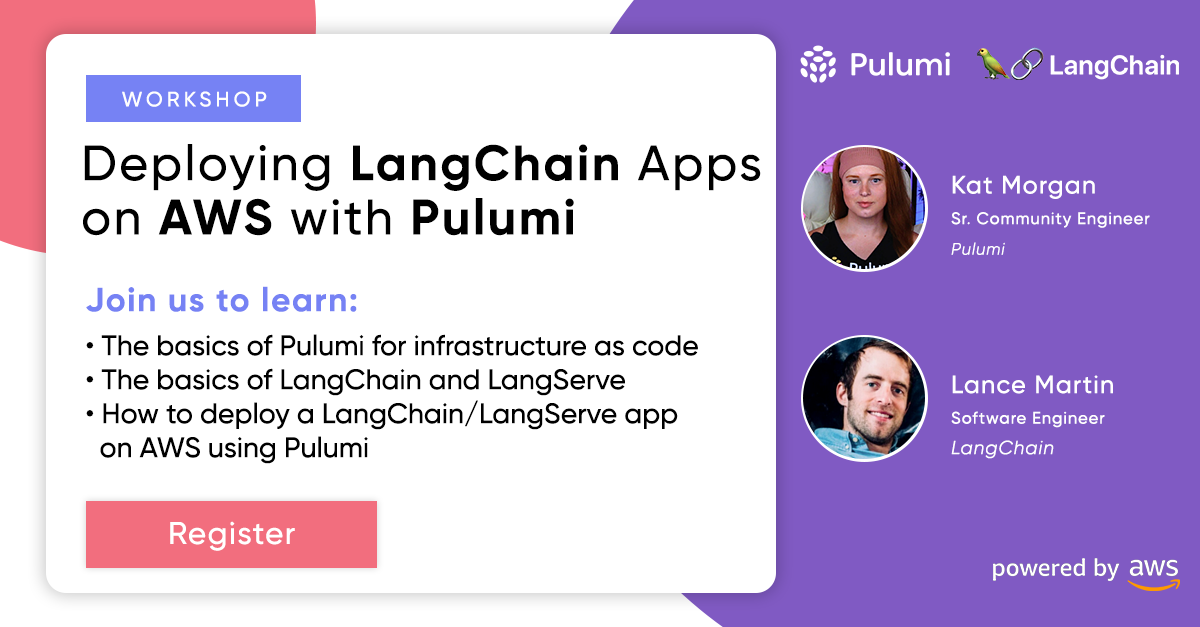 WORKSHOP
Deploying LangChain Apps
on AWS with Pulumi
Join us to learn:
• The basics of Pulumi for infrastructure as code
• The basics of LangChain and LangServe
• How to deploy a LangChain/LangServe app
on AWS using Pulumi
Register
Pulumi
LangChain
Kat Morgan
Sr. Community Engineer
Pulumi
Lance Martin
Software Engineer
LangChain
powered by aws